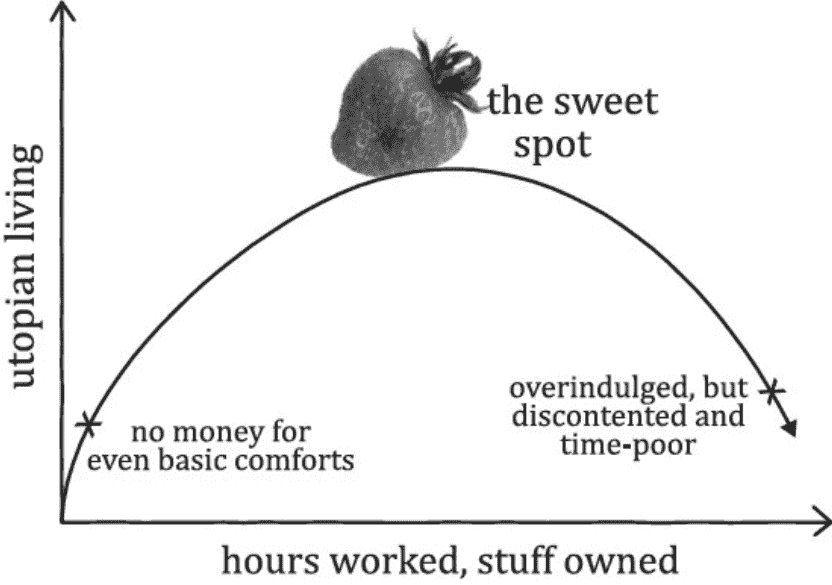 the sweet
spot
utopian living
no money for
even basic comforts
overindulged, but
discontented and
time-poor
hours worked, stuff owned